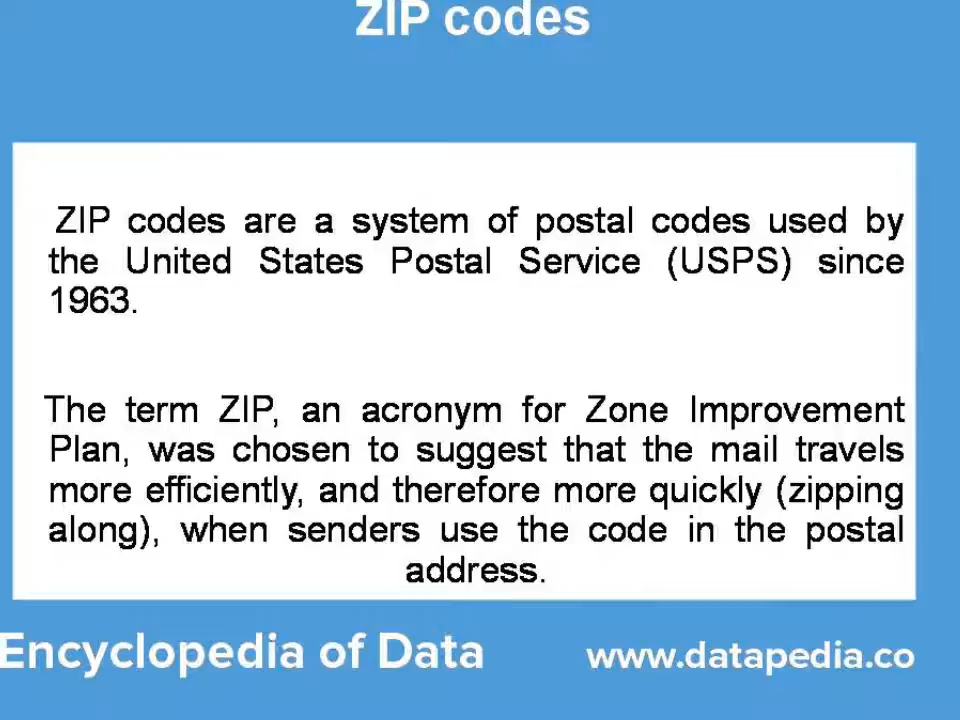 ZIP codes
ZIP codes are a system of postal codes used by
the United States Postal Service (USPS) since
1963.
The term ZIP, an acronym for Zone Improvement
Plan, was chosen to suggest that the mail travels
more efficiently, and therefore more quickly (zipping
along), when senders use the code in the postal
address.
Encyclopedia of Data
www.datapedia.co